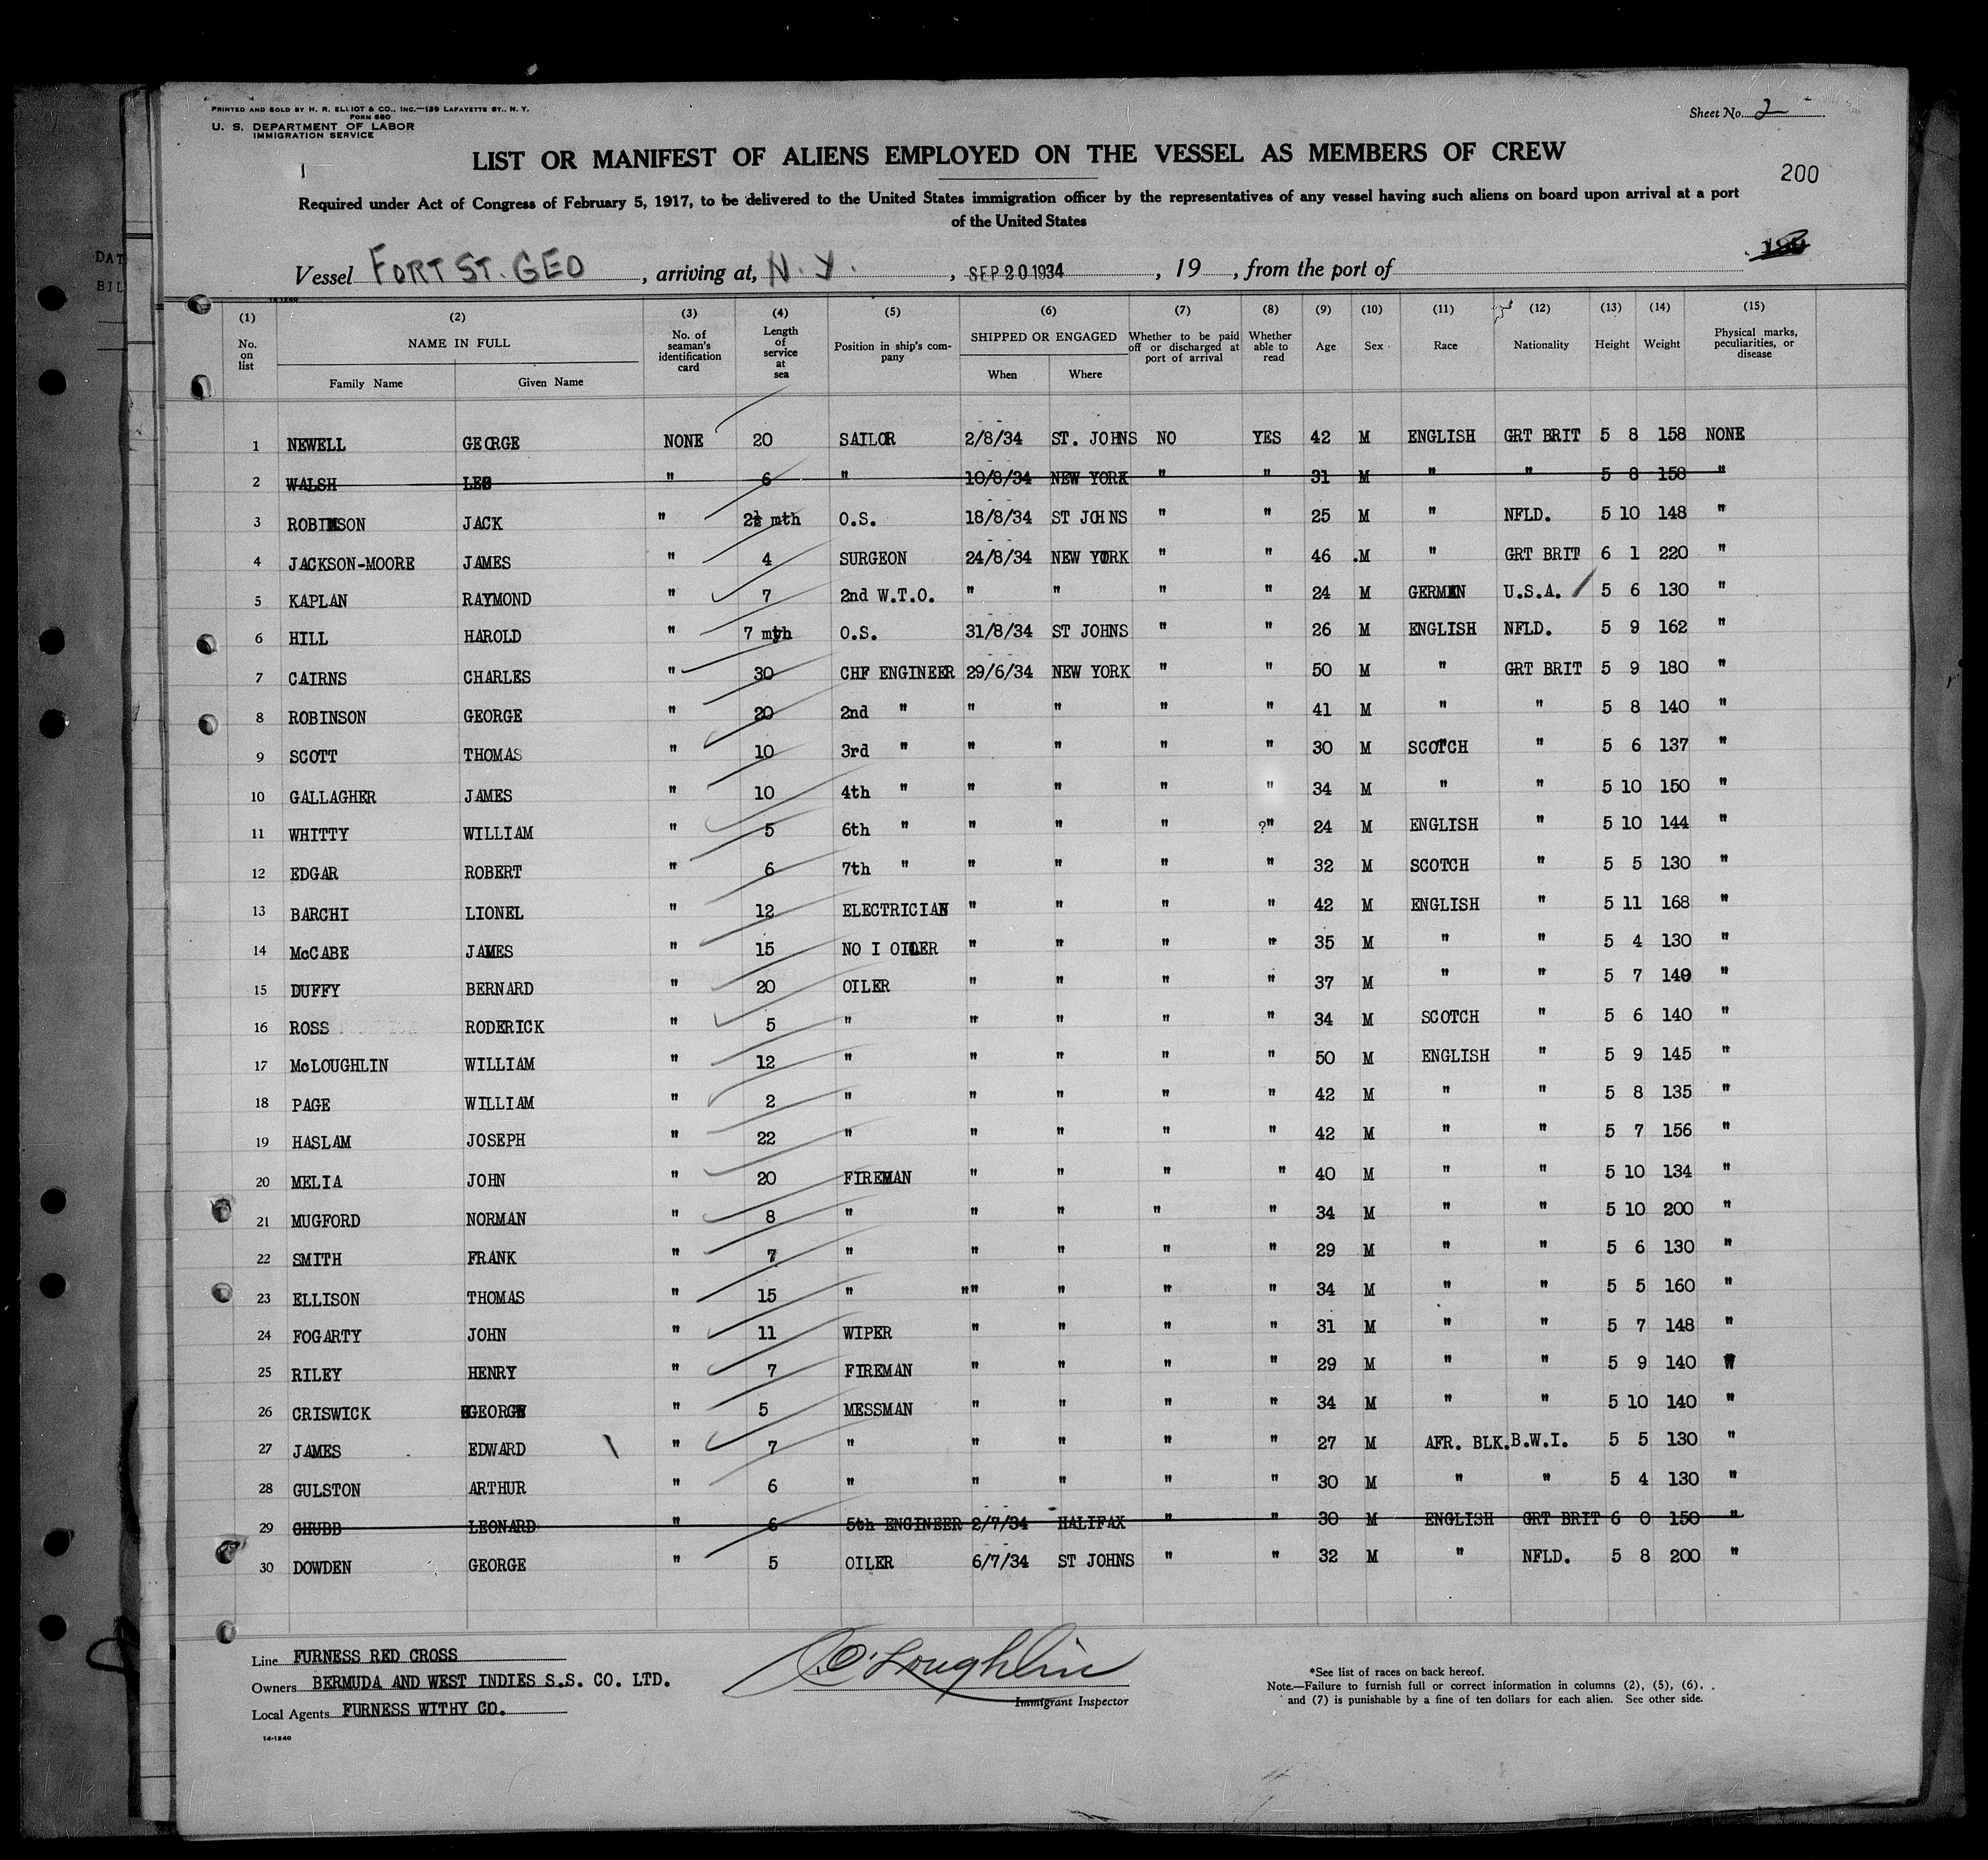 PRINTED AND SOLD BY H. R. ELLIOT & CO., INC.—129 LAFAYETTE ST., N. Y.
FORM 680
U. S. DEPARTMENT OF LABOR
IMMIGRATION SERVICE
Sheet No. 2
LIST OR MANIFEST OF ALIENS EMPLOYED ON THE VESSEL AS MEMBERS OF CREW
200
Required under Act of Congress of February 5, 1917, to be delivered to the United States immigration officer by the representatives of any vessel having such aliens on board upon arrival at a port
of the United States
Vessel FORT ST. GEO , arriving at, N. Y. , SEP 20 1934 , 19 , from the port of
(1) (2) (3) (4) (5) (6) (7) (8) (9) (10) (11) (12) (13) (14) (15)
No. on list NAME IN FULL Family Name Given Name No. of seaman's identification card Length of service at sea Position in ship's company SHIPPED OR ENGAGED When Where Whether to be paid off or discharged at port of arrival Whether able to read Age Sex Race Nationality Height Weight Physical marks, peculiarities, or disease
1 NEWELL GEORGE NONE 20 SAILOR 2/8/34 ST. JOHNS NO YES 42 M ENGLISH GRT BRIT 5 8 158 NONE
2 WALSH LEO " 6 " 10/8/34 NEW YORK " " 31 M " " 5 8 158 "
3 ROBINSON JACK " 2½ mth O.S. 18/8/34 ST JOHNS " " 25 M " NFLD. 5 10 148 "
4 JACKSON-MOORE JAMES " 4 SURGEON 24/8/34 NEW YORK " " 46 .M " GRT BRIT 6 1 220 "
5 KAPLAN RAYMOND " 7 2nd W.T.O. " " " " 24 M GERMAN U.S.A. 5 6 130 "
6 HILL HAROLD " 7 mth O.S. 31/8/34 ST JOHNS " " 26 M ENGLISH NFLD. 5 9 162 "
7 CAIRNS CHARLES " 30 CHF ENGINEER 29/6/34 NEW YORK " " 50 M " GRT BRIT 5 9 180 "
8 ROBINSON GEORGE " 20 2nd " " " " " 41 M " " 5 8 140 "
9 SCOTT THOMAS " 10 3rd " " " " " 30 M SCOTCH " 5 6 137 "
10 GALLAGHER JAMES " 10 4th " " " " " 34 M " " 5 10 150 "
11 WHITTY WILLIAM " 5 6th " " " " ?" 24 M ENGLISH " 5 10 144 "
12 EDGAR ROBERT " 6 7th " " " " " 32 M SCOTCH " 5 5 130 "
13 BARCHI LIONEL " 12 ELECTRICIAN " " " " 42 M ENGLISH " 5 11 168 "
14 McCABE JAMES " 15 NO I OILER " " " " 35 M " " 5 4 130 "
15 DUFFY BERNARD " 20 OILER " " " " 37 M " " 5 7 140 "
16 ROSS RODERICK " 5 " " " " " 34 M SCOTCH " 5 6 140 "
17 McLOUGHLIN WILLIAM " 12 " " " " " 50 M ENGLISH " 5 9 145 "
18 PAGE WILLIAM " 2 " " " " " 42 M " " 5 8 135 "
19 HASLAM JOSEPH " 22 " " " " " 42 M " " 5 7 156 "
20 MELIA JOHN " 20 FIREMAN " " " " 40 M " " 5 10 134 "
21 MUGFORD NORMAN " 8 " " " " " 34 M " " 5 10 200 "
22 SMITH FRANK " 7 " " " " " 29 M " " 5 6 130 "
23 ELLISON THOMAS " 15 " "" " " " 34 M " " 5 5 160 "
24 FOGARTY JOHN " 11 WIPER " " " " 31 M " " 5 7 148 "
25 RILEY HENRY " 7 FIREMAN " " " " 29 M " " 5 9 140 "
26 CRISWICK GEORGE " 5 MESSMAN " " " " 34 M " " 5 10 140 "
27 JAMES EDWARD " 7 " " " " " 27 M AFR. BLK. B.W.I. 5 5 130 "
28 GULSTON ARTHUR " 6 " " " " " 30 M " " 5 4 130 "
29 CHUBB LEONARD " 6 5th ENGINEER 2/7/34 HALIFAX " " 30 M ENGLISH GRT BRIT 6 0 150 "
30 DOWDEN GEORGE " 5 OILER 6/7/34 ST JOHNS " " 32 M " NFLD. 5 8 200 "
Line FURNESS RED CROSS
Owners BERMUDA AND WEST INDIES S.S. CO. LTD.
Local Agents FURNESS WITHY CO.
14-1240
O'Loughlin
Immigrant Inspector
*See list of races on back hereof.
Note.—Failure to furnish full or correct information in columns (2), (5), (6),
and (7) is punishable by a fine of ten dollars for each alien. See other side.
DAT
BIL